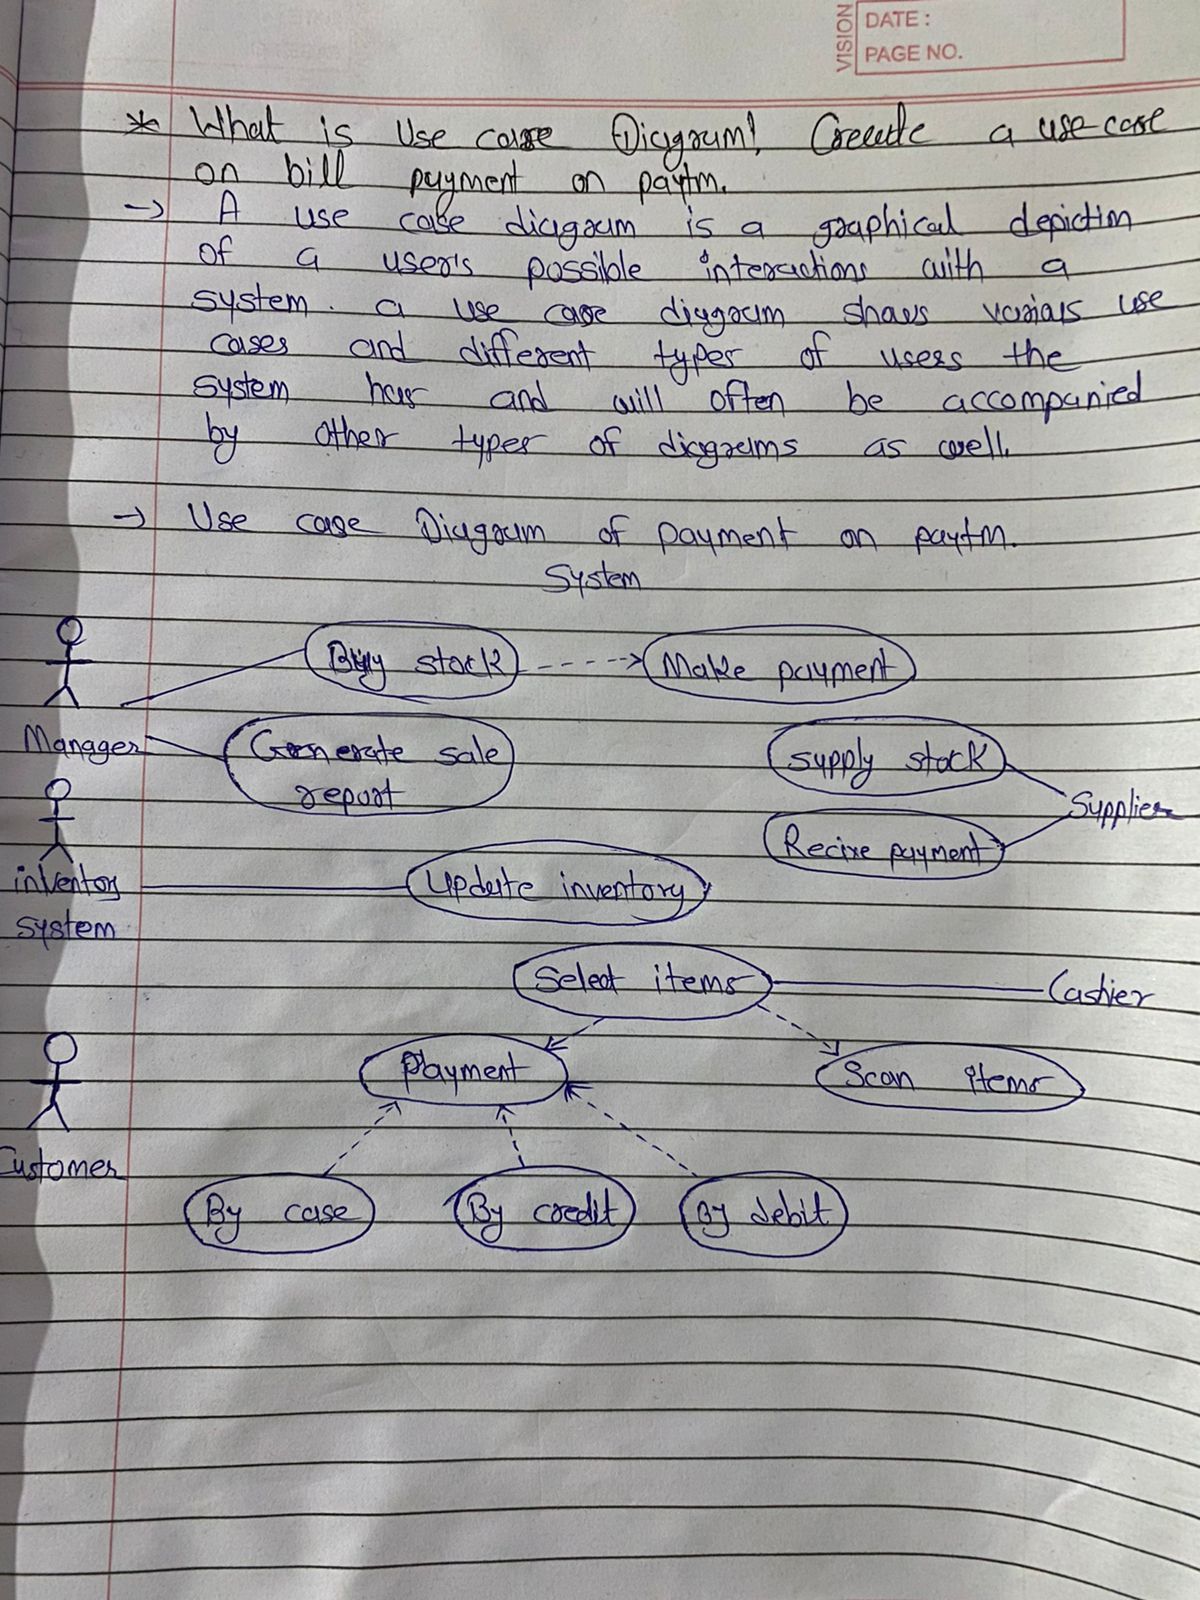 VISION
DATE :
PAGE NO.
* What is Use case Diagram! Create a use case
on bill payment on paytm.
→ A use case diagram is a graphical depiction
of a user's possible interactions with a
system. a use case diagram shows various use
cases and different types of users the
system has and will often be accompanied
by other types of diagrams as well.
→ Use case Diagram of payment on paytm.
System
Buy stock
Make payment
Manager
Generate sale
report
Supply stock
Supplier
Recive payment
inventory
system
Update inventory
Select items
Cashier
Payment
Scan items
Customer
By case
By credit
By debit